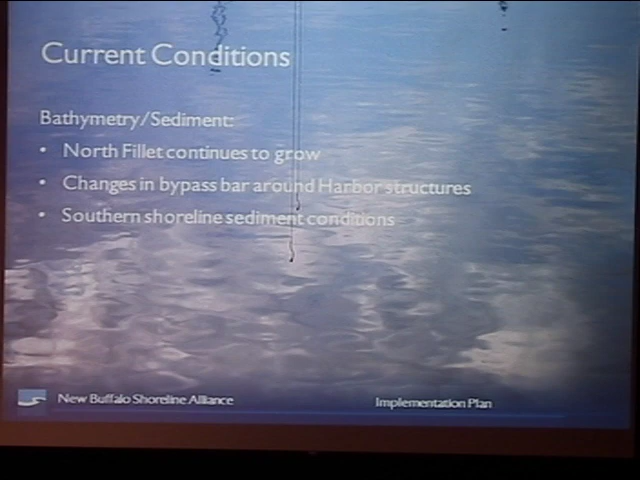 Current Conditions
Bathymetry/Sediment:
• North Fillet continues to grow
• Changes in bypass bar around Harbor structures
• Southern shoreline sediment conditions
New Buffalo Shoreline Alliance
Implementation Plan